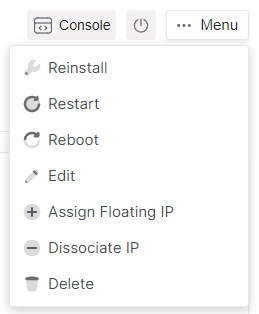 Console
Menu
Reinstall
Restart
Reboot
Edit
Assign Floating IP
Dissociate IP
Delete